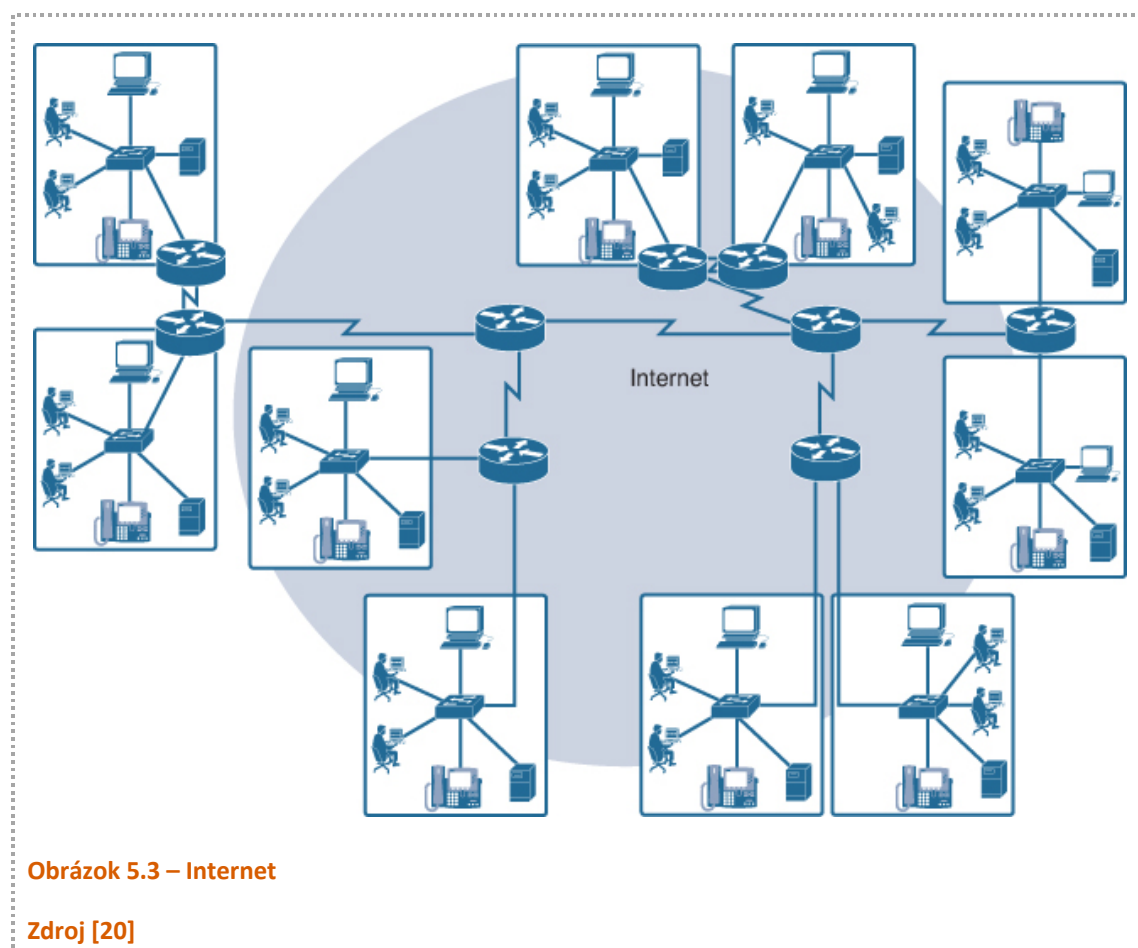 Internet
Obrázok 5.3 – Internet
Zdroj [20]